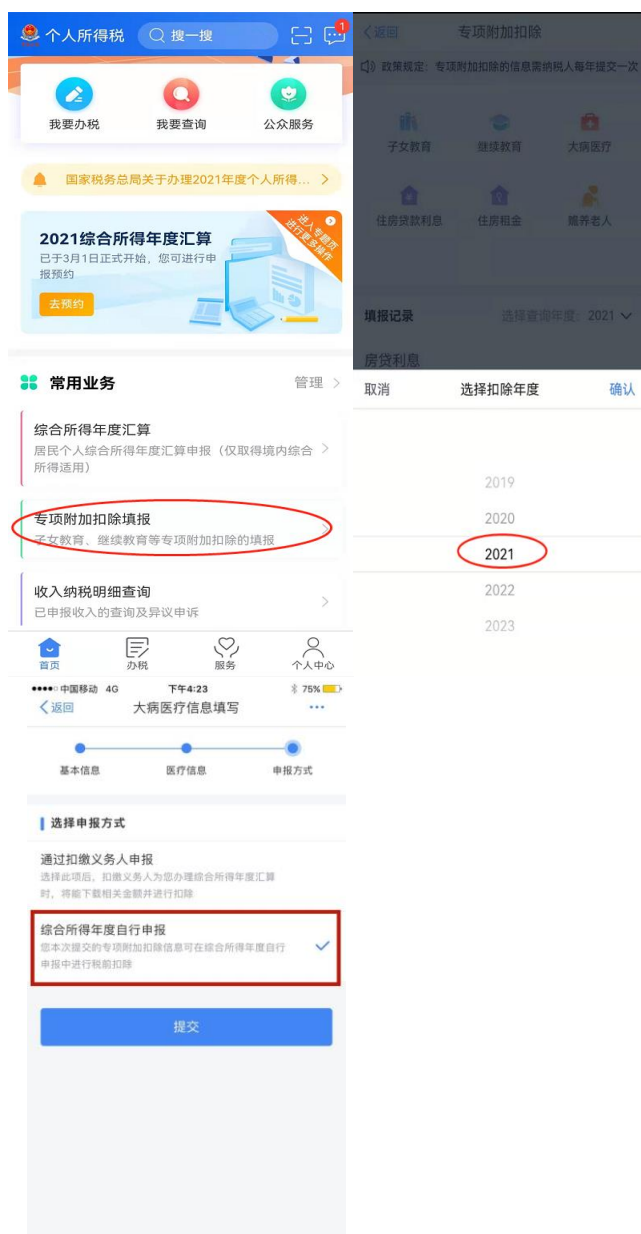 个人所得税
搜一搜
1
我要办税
我要查询
公众服务
国家税务总局关于办理2021年度个人所得...
2021综合所得年度汇算
已于3月1日正式开始，您可进行申
报预约
去预约
进入专题页
进行更多操作
常用业务
管理
综合所得年度汇算
居民个人综合所得年度汇算申报（仅取得境内综合
所得适用）
专项附加扣除填报
子女教育、继续教育等专项附加扣除的填报
收入纳税明细查询
已申报收入的查询及异议申诉
首页
办税
服务
个人中心
返回
专项附加扣除
政策规定：专项附加扣除的信息需纳税人每年提交一次
子女教育
继续教育
大病医疗
住房贷款利息
住房租金
赡养老人
填报记录
选择查询年度：2021
房贷利息
取消
选择扣除年度
确认
2019
2020
2021
2022
2023
中国移动 4G
下午4:23
75%
返回
大病医疗信息填写
基本信息
医疗信息
申报方式
选择申报方式
通过扣缴义务人申报
选择此项后，扣缴义务人为您办理综合所得年度汇算
时，将能下载相关金额并进行扣除
综合所得年度自行申报
您本次提交的专项附加扣除信息可在综合所得年度自行
申报中进行税前扣除
提交